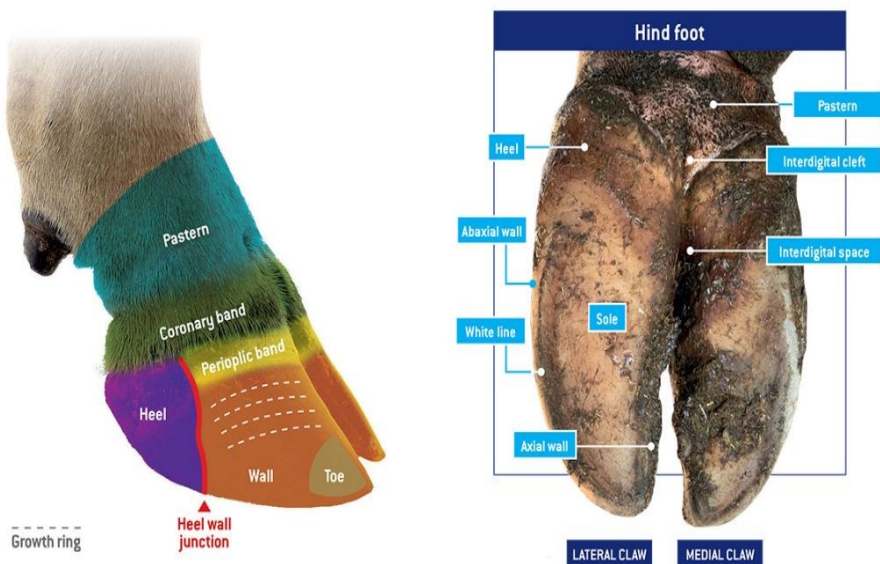 Pastern
Coronary band
Perioplic band
Heel
Wall
Toe
Growth ring
Heel wall
junction
Hind foot
Pastern
Heel
Interdigital cleft
Abaxial wall
Interdigital space
White line
Sole
Axial wall
LATERAL CLAW
MEDIAL CLAW